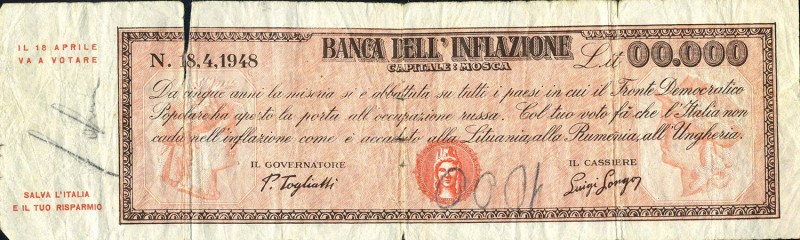 IL 18 APRILE
VA A VOTARE
BANCA DELL'INFLAZIONE
CAPITALE: MOSCA
N. 18.4.1948
Lit 00.000
Da cinque anni la miseria si è abbattuta su tutti i paesi in cui il Fronte Democratico
Popolare ha aperto la porta all'occupazione russa. Col tuo voto fà che l'Italia non
cada nell'inflazione come è accaduto alla Lituania, alla Rumenia, all'Ungheria.
IL GOVERNATORE
P. Togliatti
IL CASSIERE
Luigi Longo
SALVA L'ITALIA
E IL TUO RISPARMIO